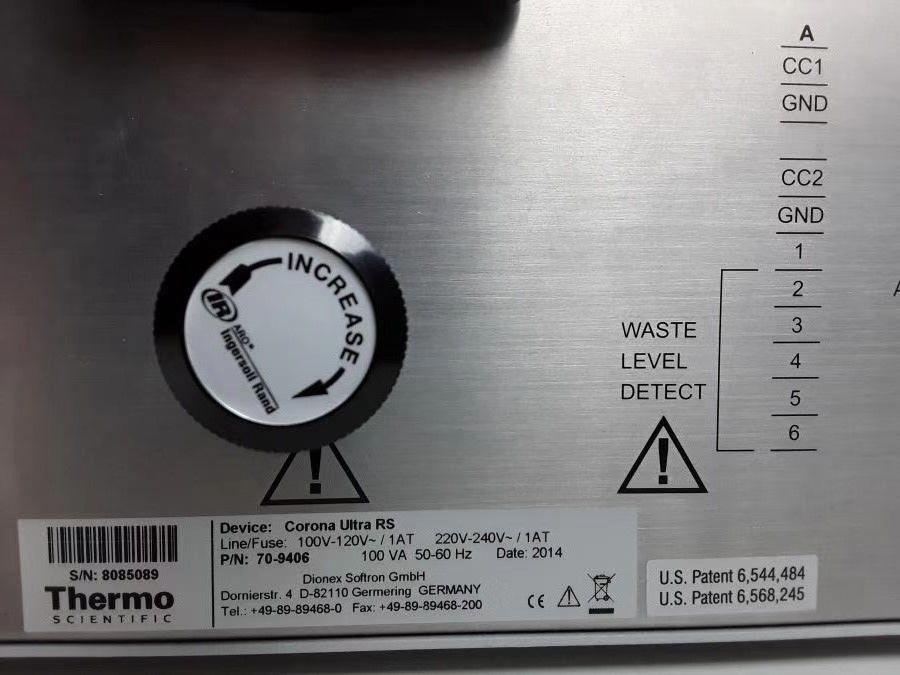 A
CC1
GND
CC2
GND
1
2
3
4
5
6
WASTE
LEVEL
DETECT
INCREASE
IR
ARO
Ingersoll Rand
S/N: 8085089
Thermo
SCIENTIFIC
Device: Corona Ultra RS
Line/Fuse: 100V-120V~ / 1AT 220V-240V~ / 1AT
P/N: 70-9406 100 VA 50-60 Hz Date: 2014
Dionex Softron GmbH
Dornierstr. 4 D-82110 Germering GERMANY
Tel.: +49-89-89468-0 Fax: +49-89-89468-200
CE
U.S. Patent 6,544,484
U.S. Patent 6,568,245